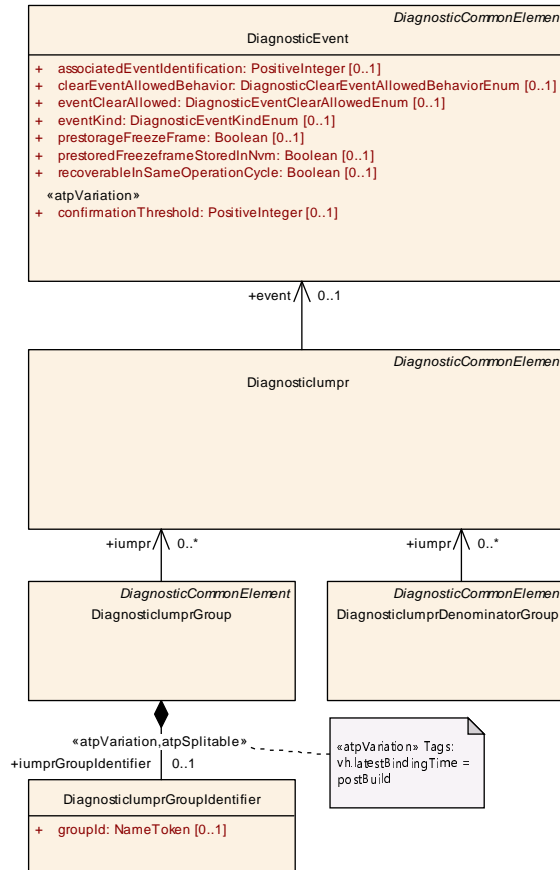 DiagnosticCommonElemen
DiagnosticEvent
+ associatedEventIdentification: PositiveInteger [0..1]
+ clearEventAllowedBehavior: DiagnosticClearEventAllowedBehaviorEnum [0..1]
+ eventClearAllowed: DiagnosticEventClearAllowedEnum [0..1]
+ eventKind: DiagnosticEventKindEnum [0..1]
+ prestorageFreezeFrame: Boolean [0..1]
+ prestoredFreezeframeStoredInNvm: Boolean [0..1]
+ recoverableInSameOperationCycle: Boolean [0..1]
«atpVariation»
+ confirmationThreshold: PositiveInteger [0..1]
+event 0..1
DiagnosticCommonElemen
DiagnosticIumpr
+iumpr 0..*
+iumpr 0..*
DiagnosticCommonElement
DiagnosticIumprGroup
DiagnosticCommonElemen
DiagnosticIumprDenominatorGroup
«atpVariation,atpSplitable»
+iumprGroupIdentifier 0..1
«atpVariation» Tags:
vh.latestBindingTime =
postBuild
DiagnosticIumprGroupIdentifier
+ groupId: NameToken [0..1]